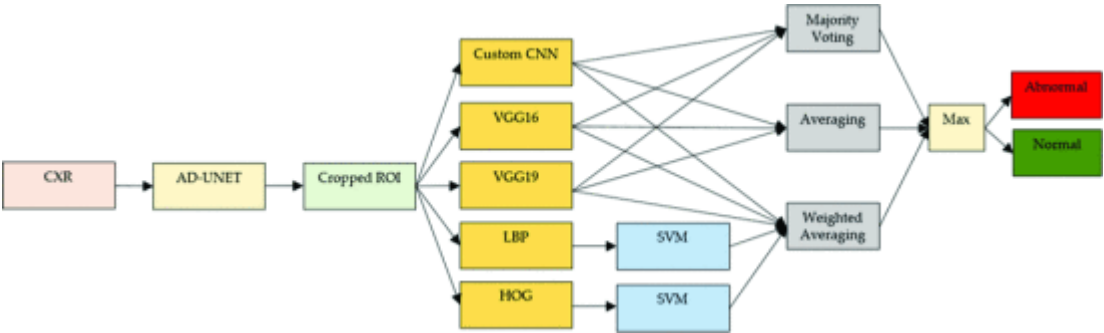 CXR
AD-UNET
Cropped ROI
Custom CNN
VGG16
VGG19
LBP
HOG
SVM
SVM
Majority
Voting
Averaging
Weighted
Averaging
Max
Abnormal
Normal